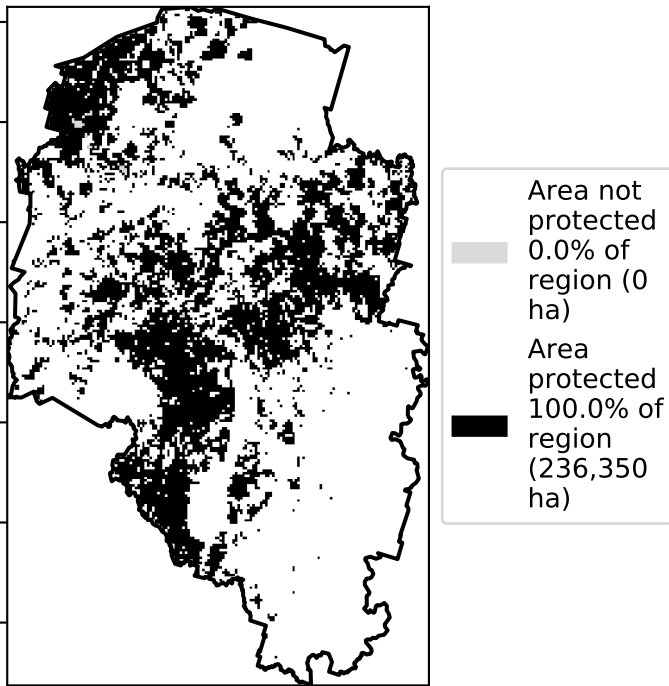 Area not
protected
0.0% of
region (0
ha)
Area
protected
100.0% of
region
(236,350
ha)